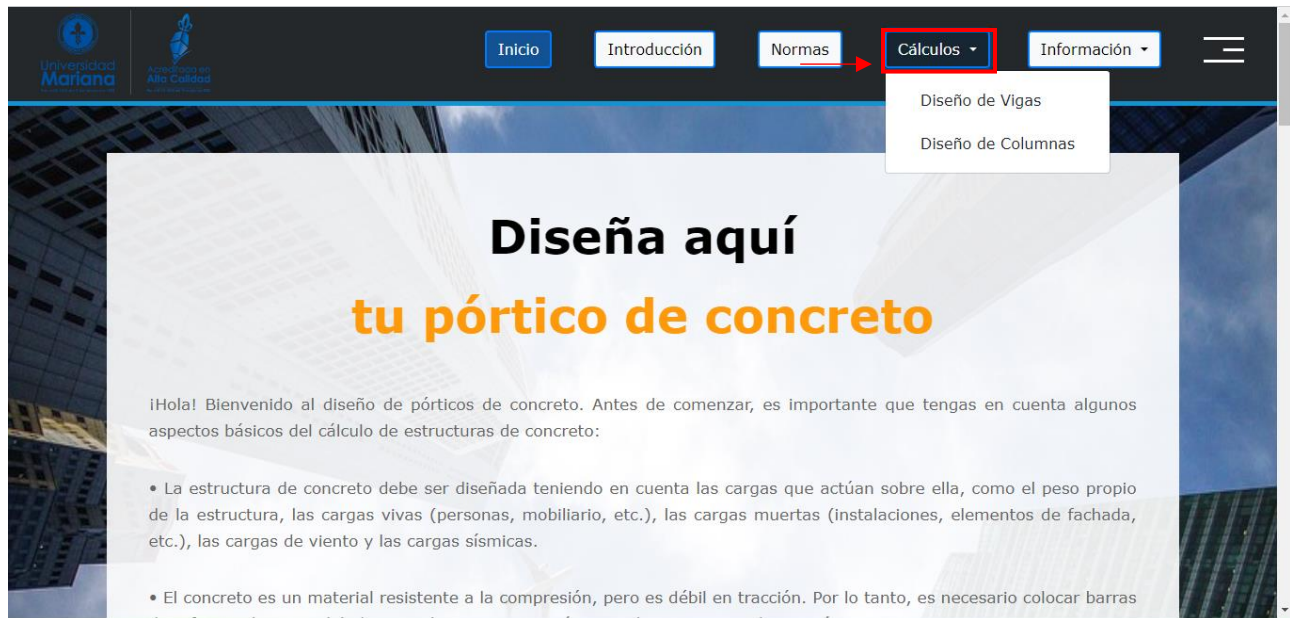 Universidad
Mariana
Acreditada en
Alta Calidad
Inicio
Introducción
Normas
Cálculos
Información
Diseño de Vigas
Diseño de Columnas
Diseña aquí
tu pórtico de concreto
¡Hola! Bienvenido al diseño de pórticos de concreto. Antes de comenzar, es importante que tengas en cuenta algunos
aspectos básicos del cálculo de estructuras de concreto:
• La estructura de concreto debe ser diseñada teniendo en cuenta las cargas que actúan sobre ella, como el peso propio
de la estructura, las cargas vivas (personas, mobiliario, etc.), las cargas muertas (instalaciones, elementos de fachada,
etc.), las cargas de viento y las cargas sísmicas.
• El concreto es un material resistente a la compresión, pero es débil en tracción. Por lo tanto, es necesario colocar barras